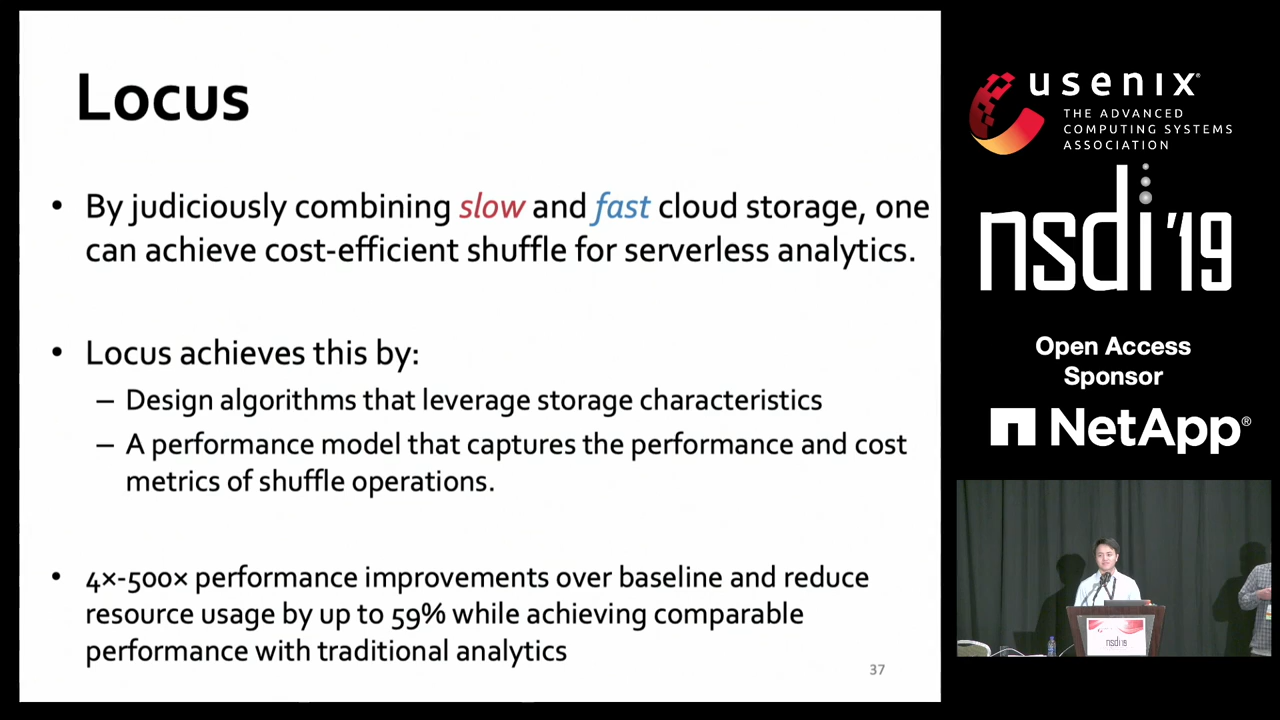 Locus
• By judiciously combining slow and fast cloud storage, one
can achieve cost-efficient shuffle for serverless analytics.
• Locus achieves this by:
– Design algorithms that leverage storage characteristics
– A performance model that captures the performance and cost
metrics of shuffle operations.
• 4×-500× performance improvements over baseline and reduce
resource usage by up to 59% while achieving comparable
performance with traditional analytics
37
usenix®
THE ADVANCED
COMPUTING SYSTEMS
ASSOCIATION
nsdi '19
Open Access
Sponsor
NetApp®
nsdi'19